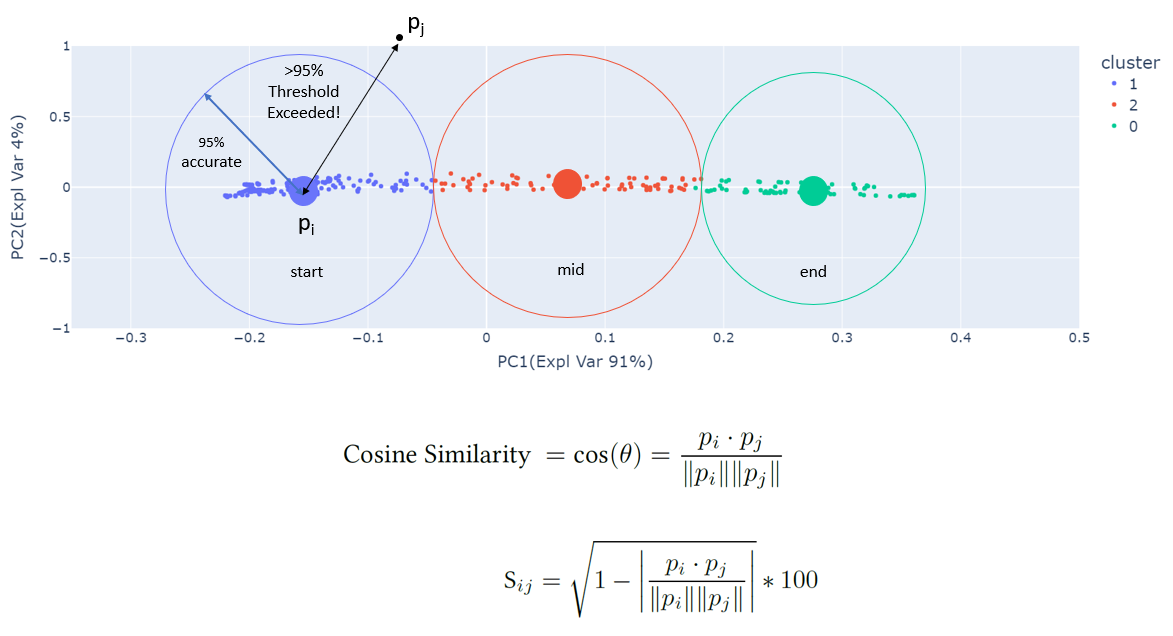 pj
1
0.5
0
−0.5
−1
PC2(Expl Var 4%)
>95%
Threshold
Exceeded!
95%
accurate
pi
start
mid
end
−0.3
−0.2
−0.1
0
0.1
0.2
0.3
0.4
0.5
PC1(Expl Var 91%)
cluster
1
2
0
Cosine Similarity = cos(θ) = pi · pj / ‖pi‖‖pj‖
Sij = √1 − |pi · pj / ‖pi‖‖pj‖| * 100